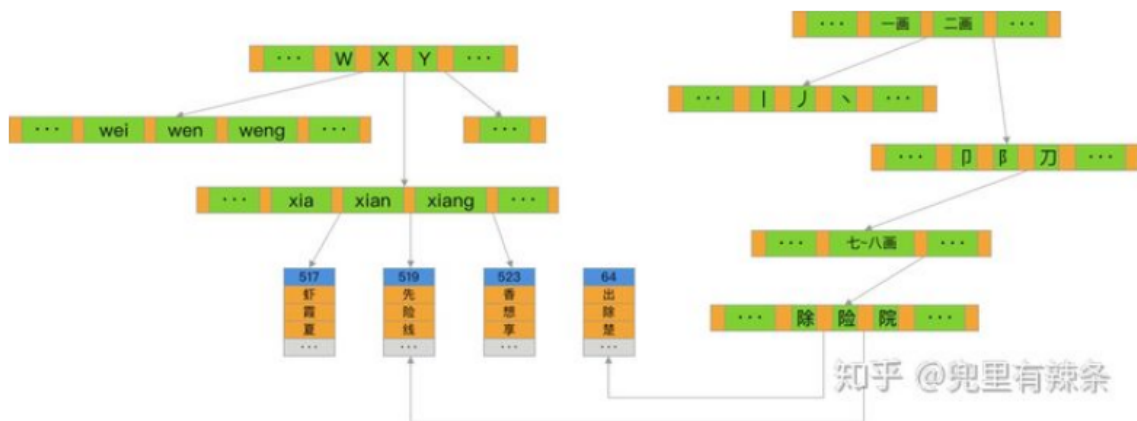 ··· 一画 二画 ···
··· W X Y ···
··· 丨 丿 丶 ···
··· wei wen weng ···
···
··· 卩 阝 刀 ···
··· xia xian xiang ···
··· 七~八画 ···
517
虾
霞
夏
···
519
先
险
线
···
523
香
想
享
···
64
出
除
楚
···
··· 除 险 院 ···
知乎 @兜里有辣条